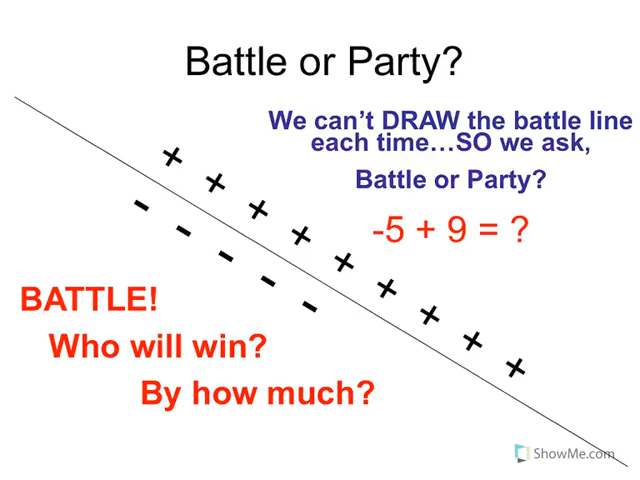 Battle or Party?
We can't DRAW the battle line
each time…SO we ask,
Battle or Party?
-5 + 9 = ?
+ + + + + + + + +
- - - - -
BATTLE!
Who will win?
By how much?
ShowMe.com